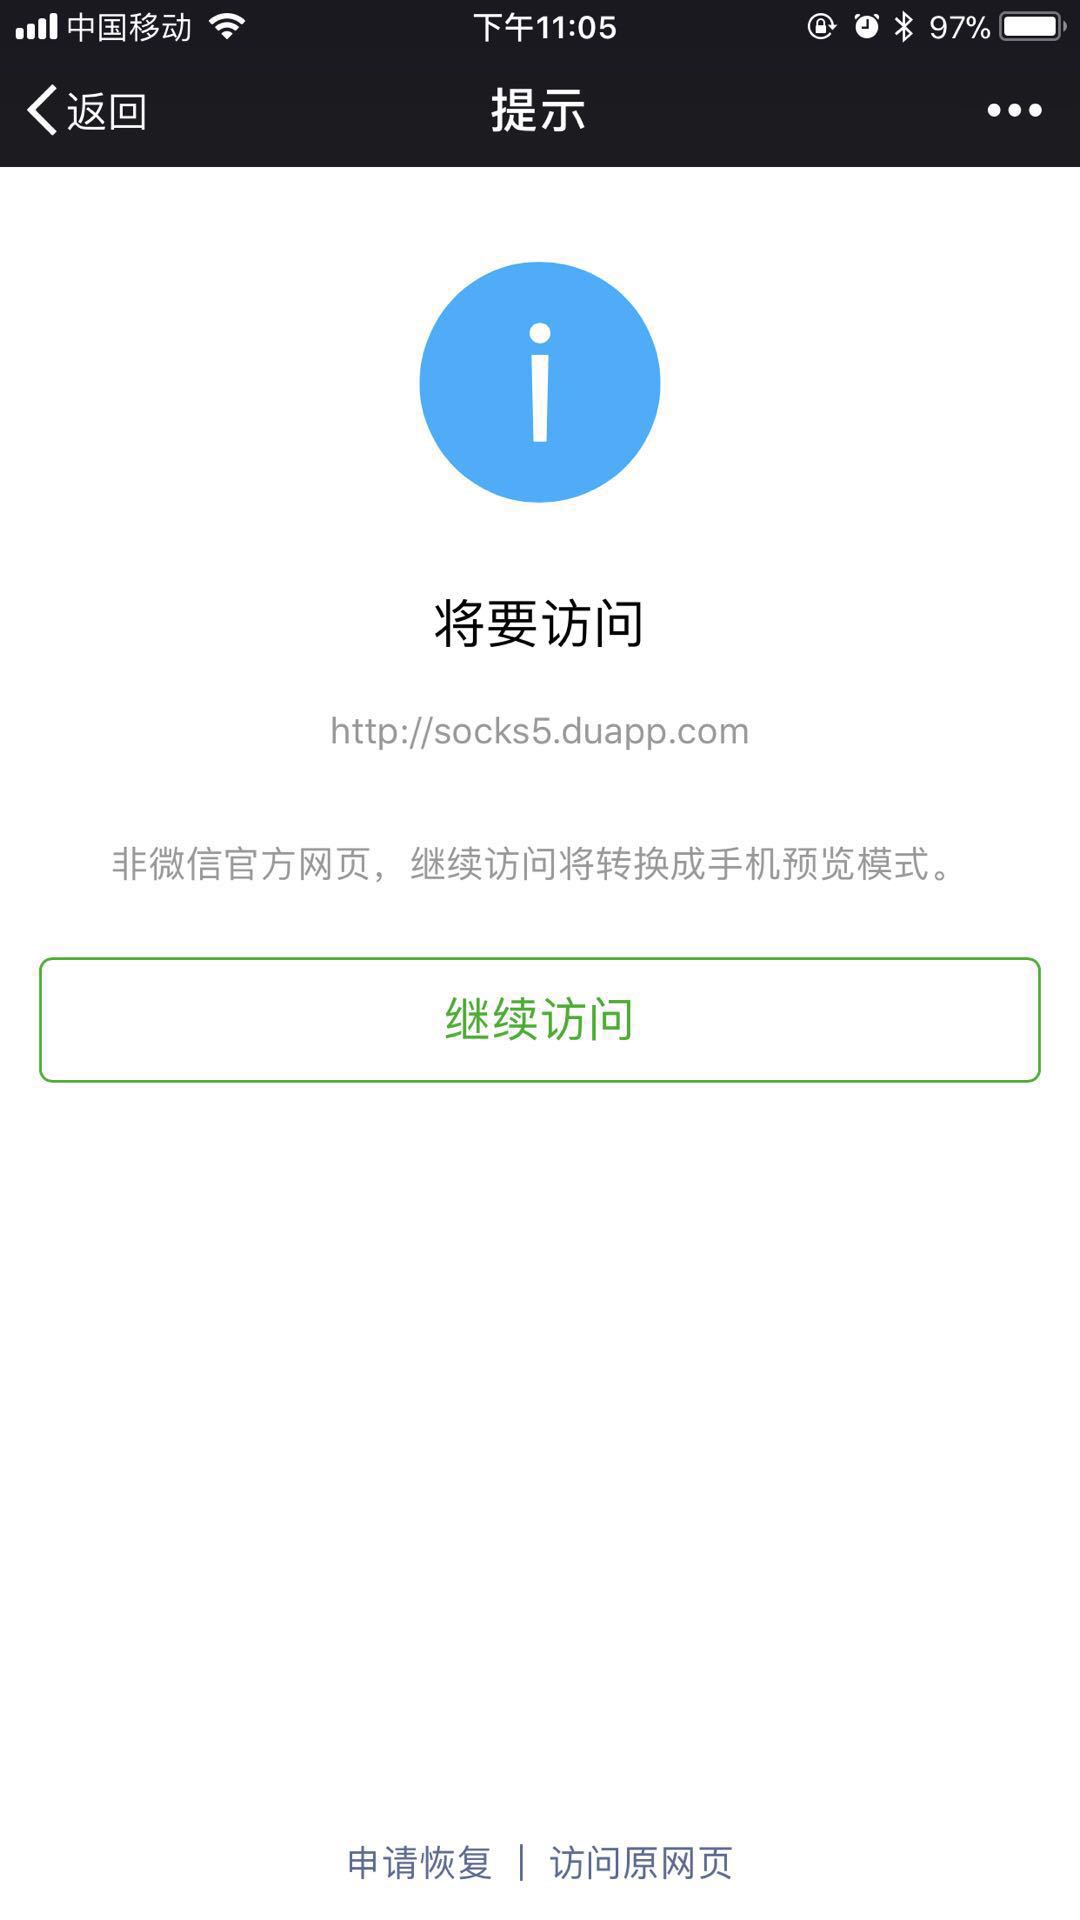 中国移动 下午11:05 97%
返回 提示
将要访问
http://socks5.duapp.com
非微信官方网页，继续访问将转换成手机预览模式。
继续访问
申请恢复 | 访问原网页